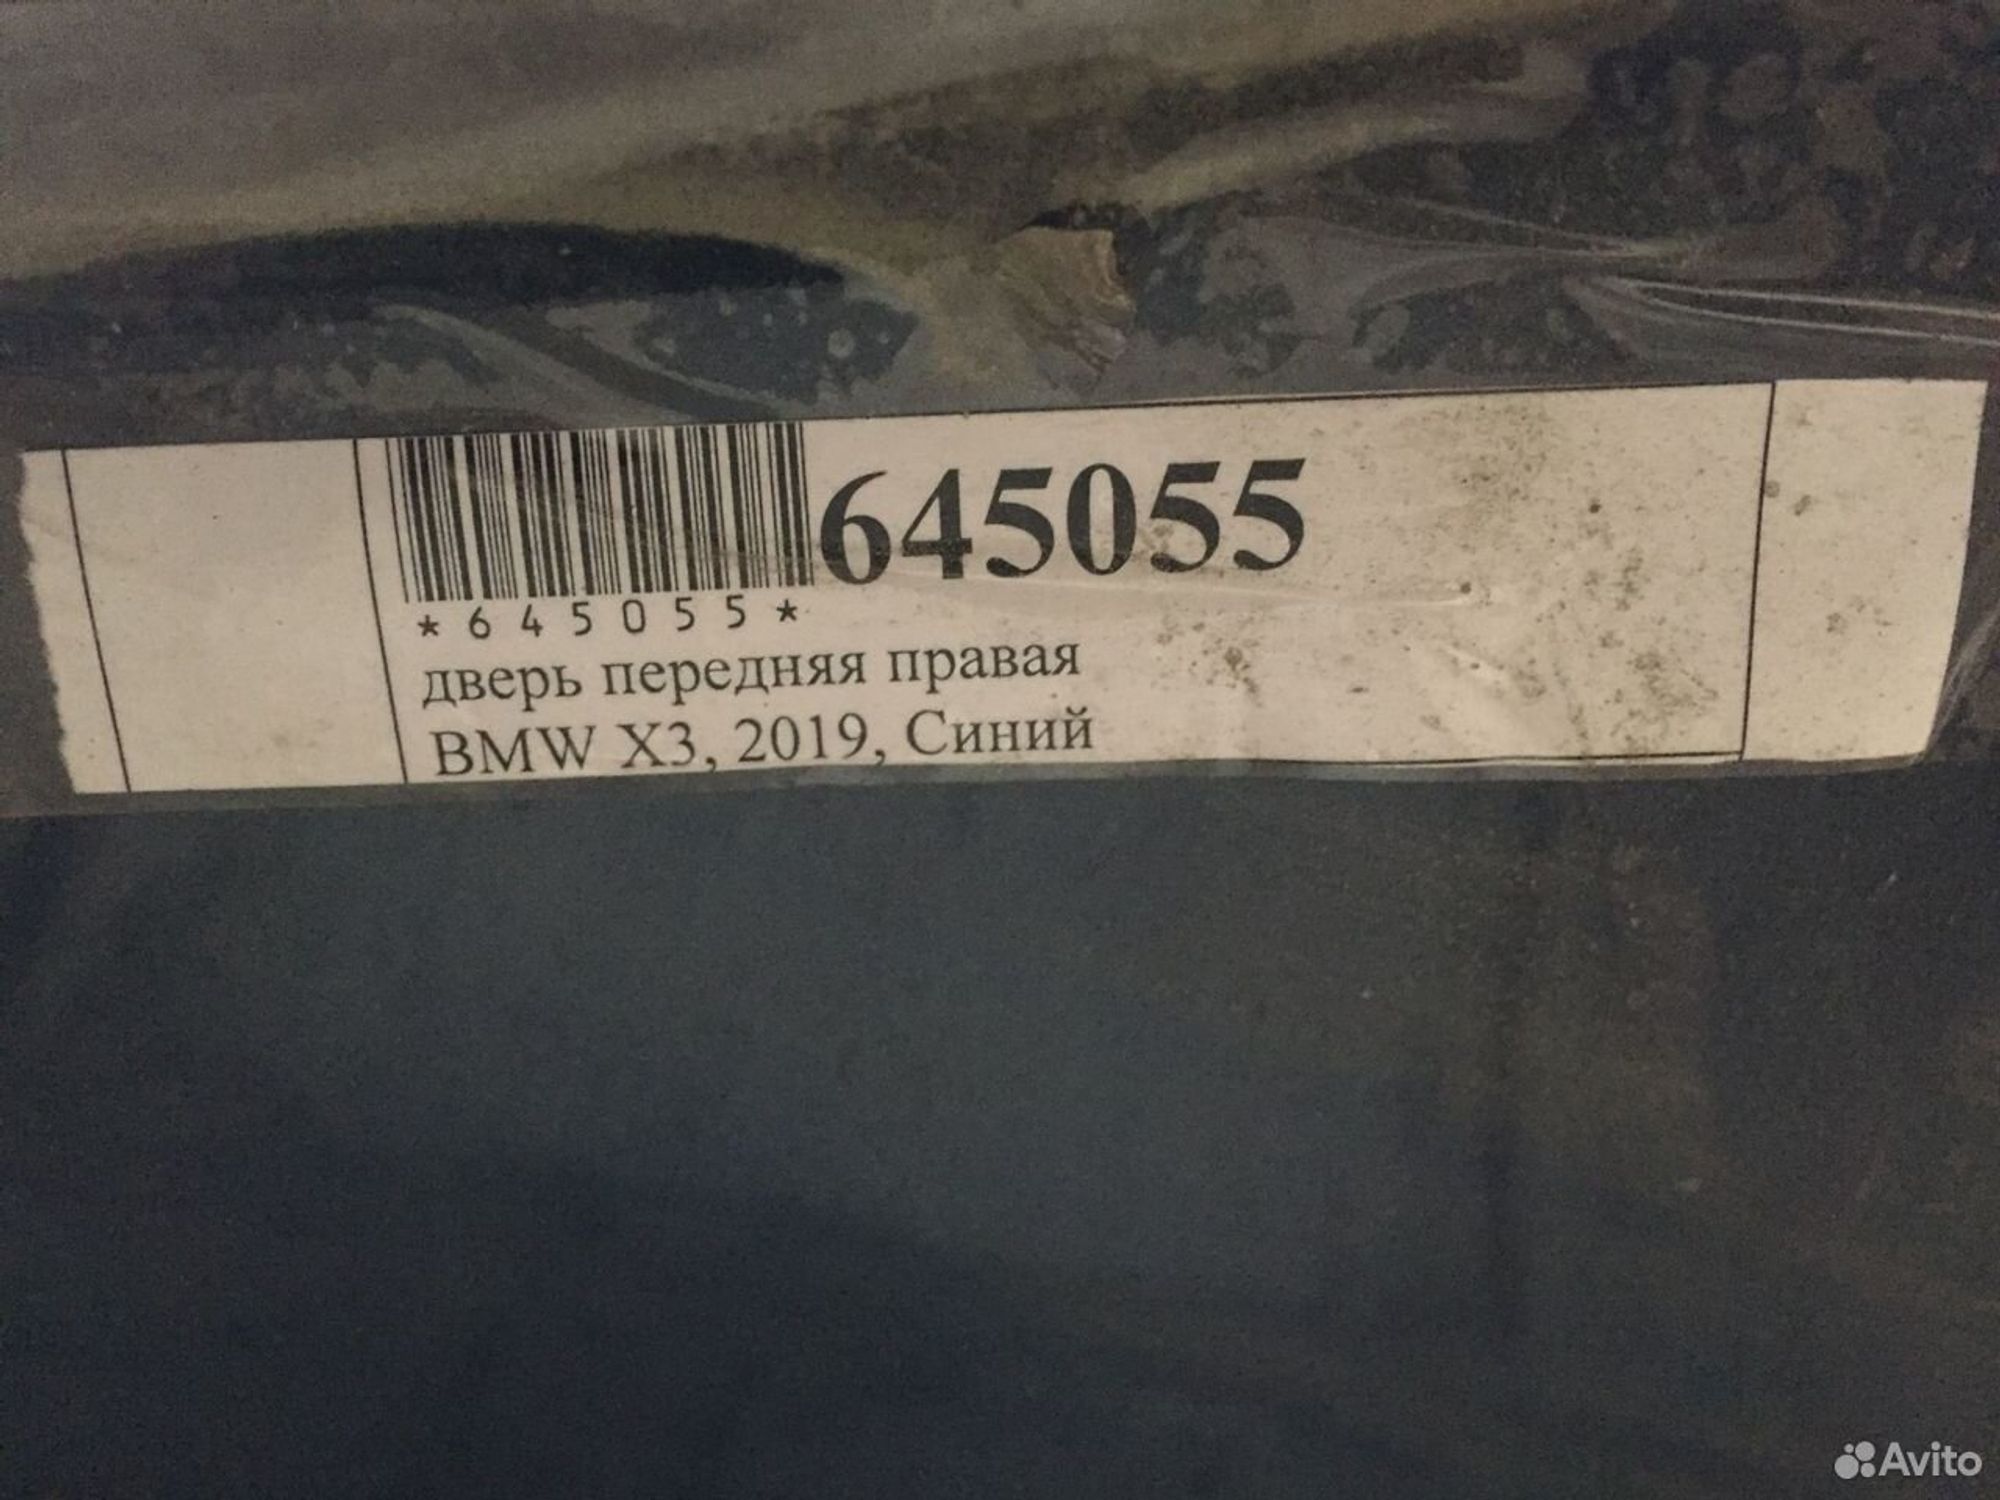 645055
*645055*
дверь передняя правая
BMW X3, 2019, Синий
Avito